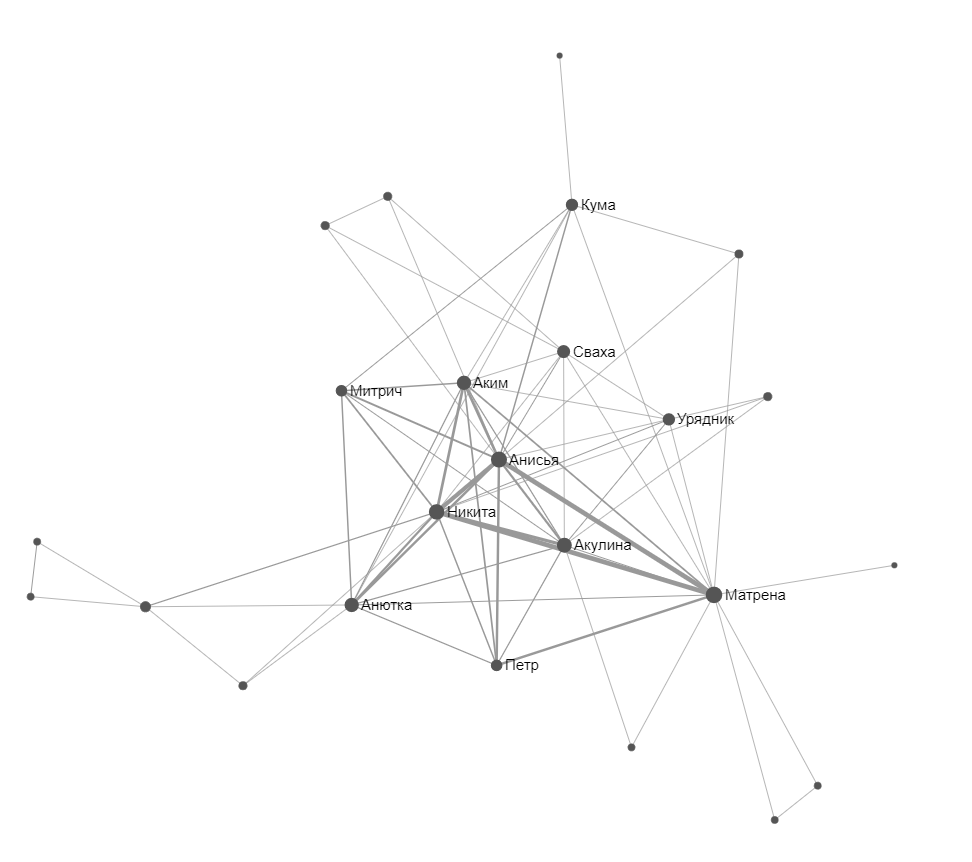 Кума
Сваха
Аким
Митрич
Урядник
Анисья
Никита
Акулина
Матрена
Анютка
Петр